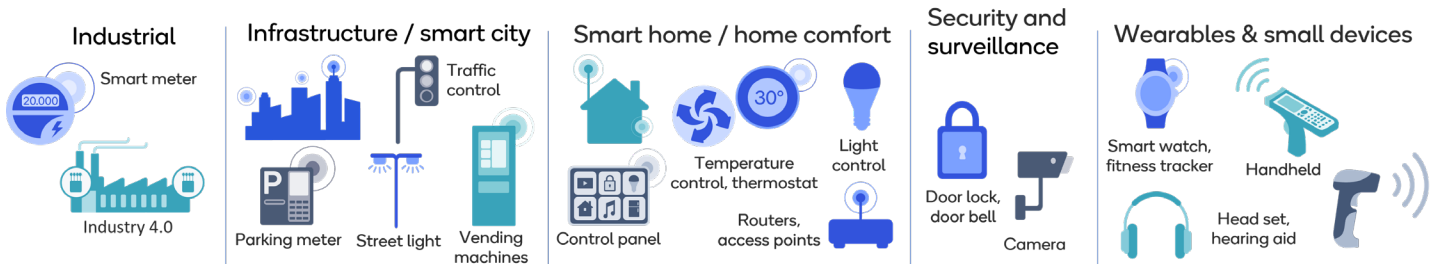 Industrial
20.000
Smart meter
Industry 4.0
Infrastructure / smart city
Traffic
control
P
Parking meter
Street light
Vending
machines
Smart home / home comfort
30°
Temperature
control, thermostat
Light
control
Control panel
Routers,
access points
Security and
surveillance
Door lock,
door bell
Camera
Wearables & small devices
Smart watch,
fitness tracker
Handheld
Head set,
hearing aid